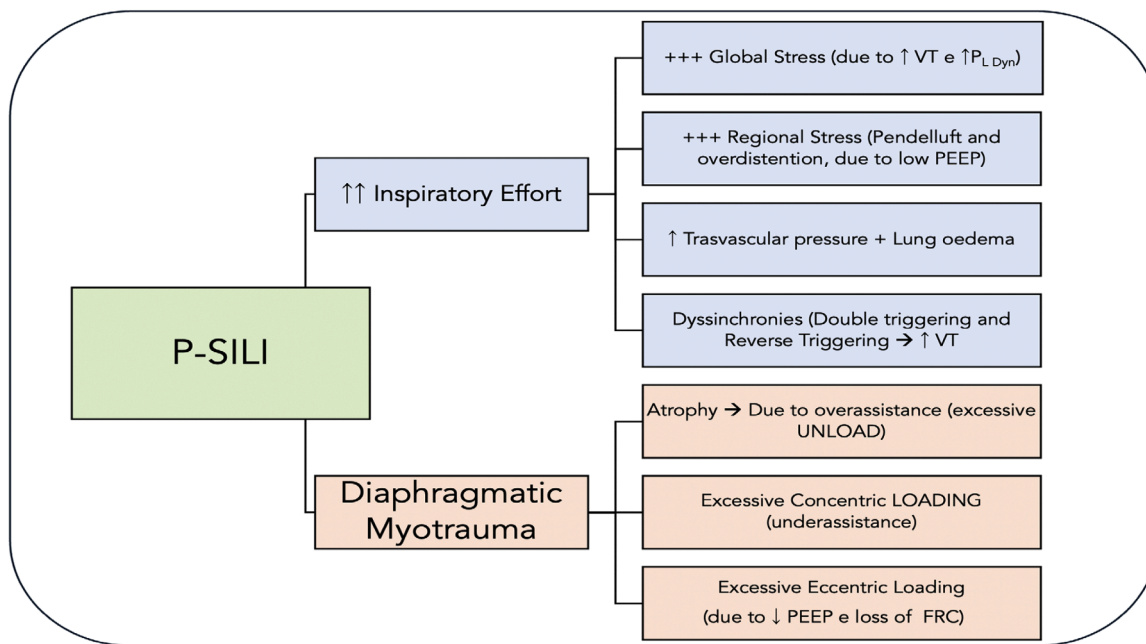 +++ Global Stress (due to ↑ VT e ↑P_L Dyn)
+++ Regional Stress (Pendelluft and
overdistention, due to low PEEP)
↑↑ Inspiratory Effort
↑ Trasvascular pressure + Lung oedema
Dyssinchronies (Double triggering and
Reverse Triggering → ↑ VT
P-SILI
Atrophy → Due to overassistance (excessive
UNLOAD)
Diaphragmatic
Myotrauma
Excessive Concentric LOADING
(underassistance)
Excessive Eccentric Loading
(due to ↓ PEEP e loss of FRC)